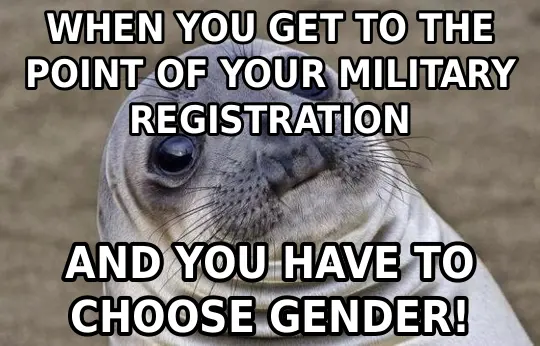 WHEN YOU GET TO THE
POINT OF YOUR MILITARY
REGISTRATION
AND YOU HAVE TO
CHOOSE GENDER!